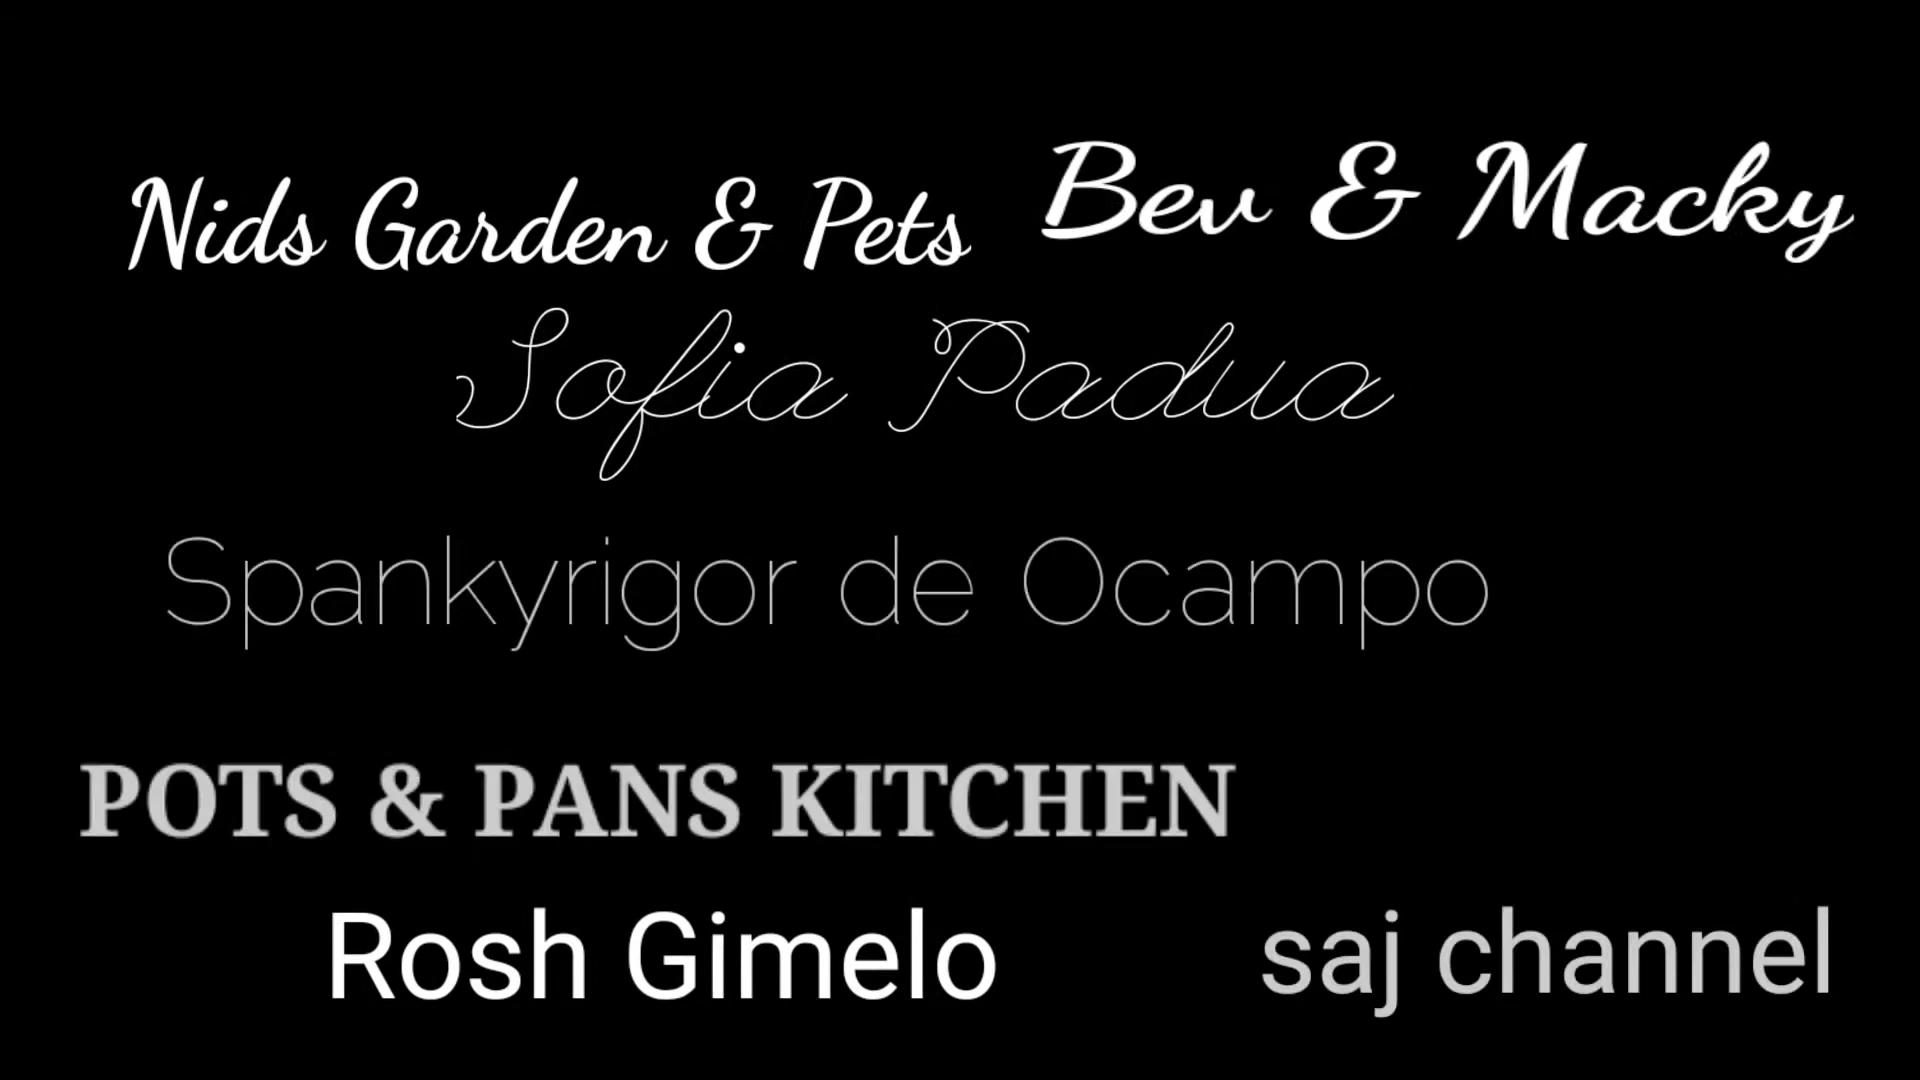 Nids Garden & Pets
Bev & Macky
Sofia Padua
Spankyrigor de Ocampo
POTS & PANS KITCHEN
Rosh Gimelo
saj channel